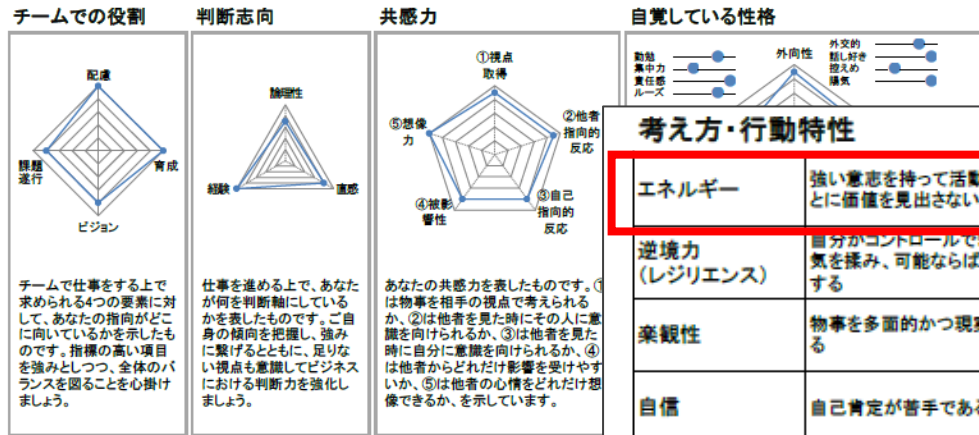 チームでの役割
判断志向
共感力
自覚している性格
配慮
課題
遂行
育成
ビジョン
チームで仕事をする上で
求められる4つの要素に対
して、あなたの指向がどこ
に向いているかを示したも
のです。指標の高い項目
を強みとしつつ、全体のバ
ランスを図ることを心掛け
ましょう。
論理性
経験
直感
仕事を進める上で、あなた
が何を判断軸にしている
かを表したものです。ご自
身の傾向を把握し、強み
に繋げるとともに、足りな
い視点も意識してビジネス
における判断力を強化し
ましょう。
①視点
取得
②他者
指向的
反応
③自己
指向的
反応
④被影
響性
⑤想像
力
あなたの共感力を表したものです。①
は物事を相手の視点で考えられる
か、②は他者を見た時にその人に意
識を向けられるか、③は他者を見た
時に自分に意識を向けられるか、④
は他者からどれだけ影響を受けやす
いか、⑤は他者の心情をどれだけ想
像できるか、を示しています。
勤勉
集中力
責任感
ルーズ
外向性
外交的
話し好き
控えめ
陽気
考え方・行動特性
エネルギー
強い意志を持って活動
とに価値を見出さない
逆境力
(レジリエンス)
自分がコントロールで
気を揉み、可能ならば
する
楽観性
物事を多面的かつ現実
る
自信
自己肯定が苦手である